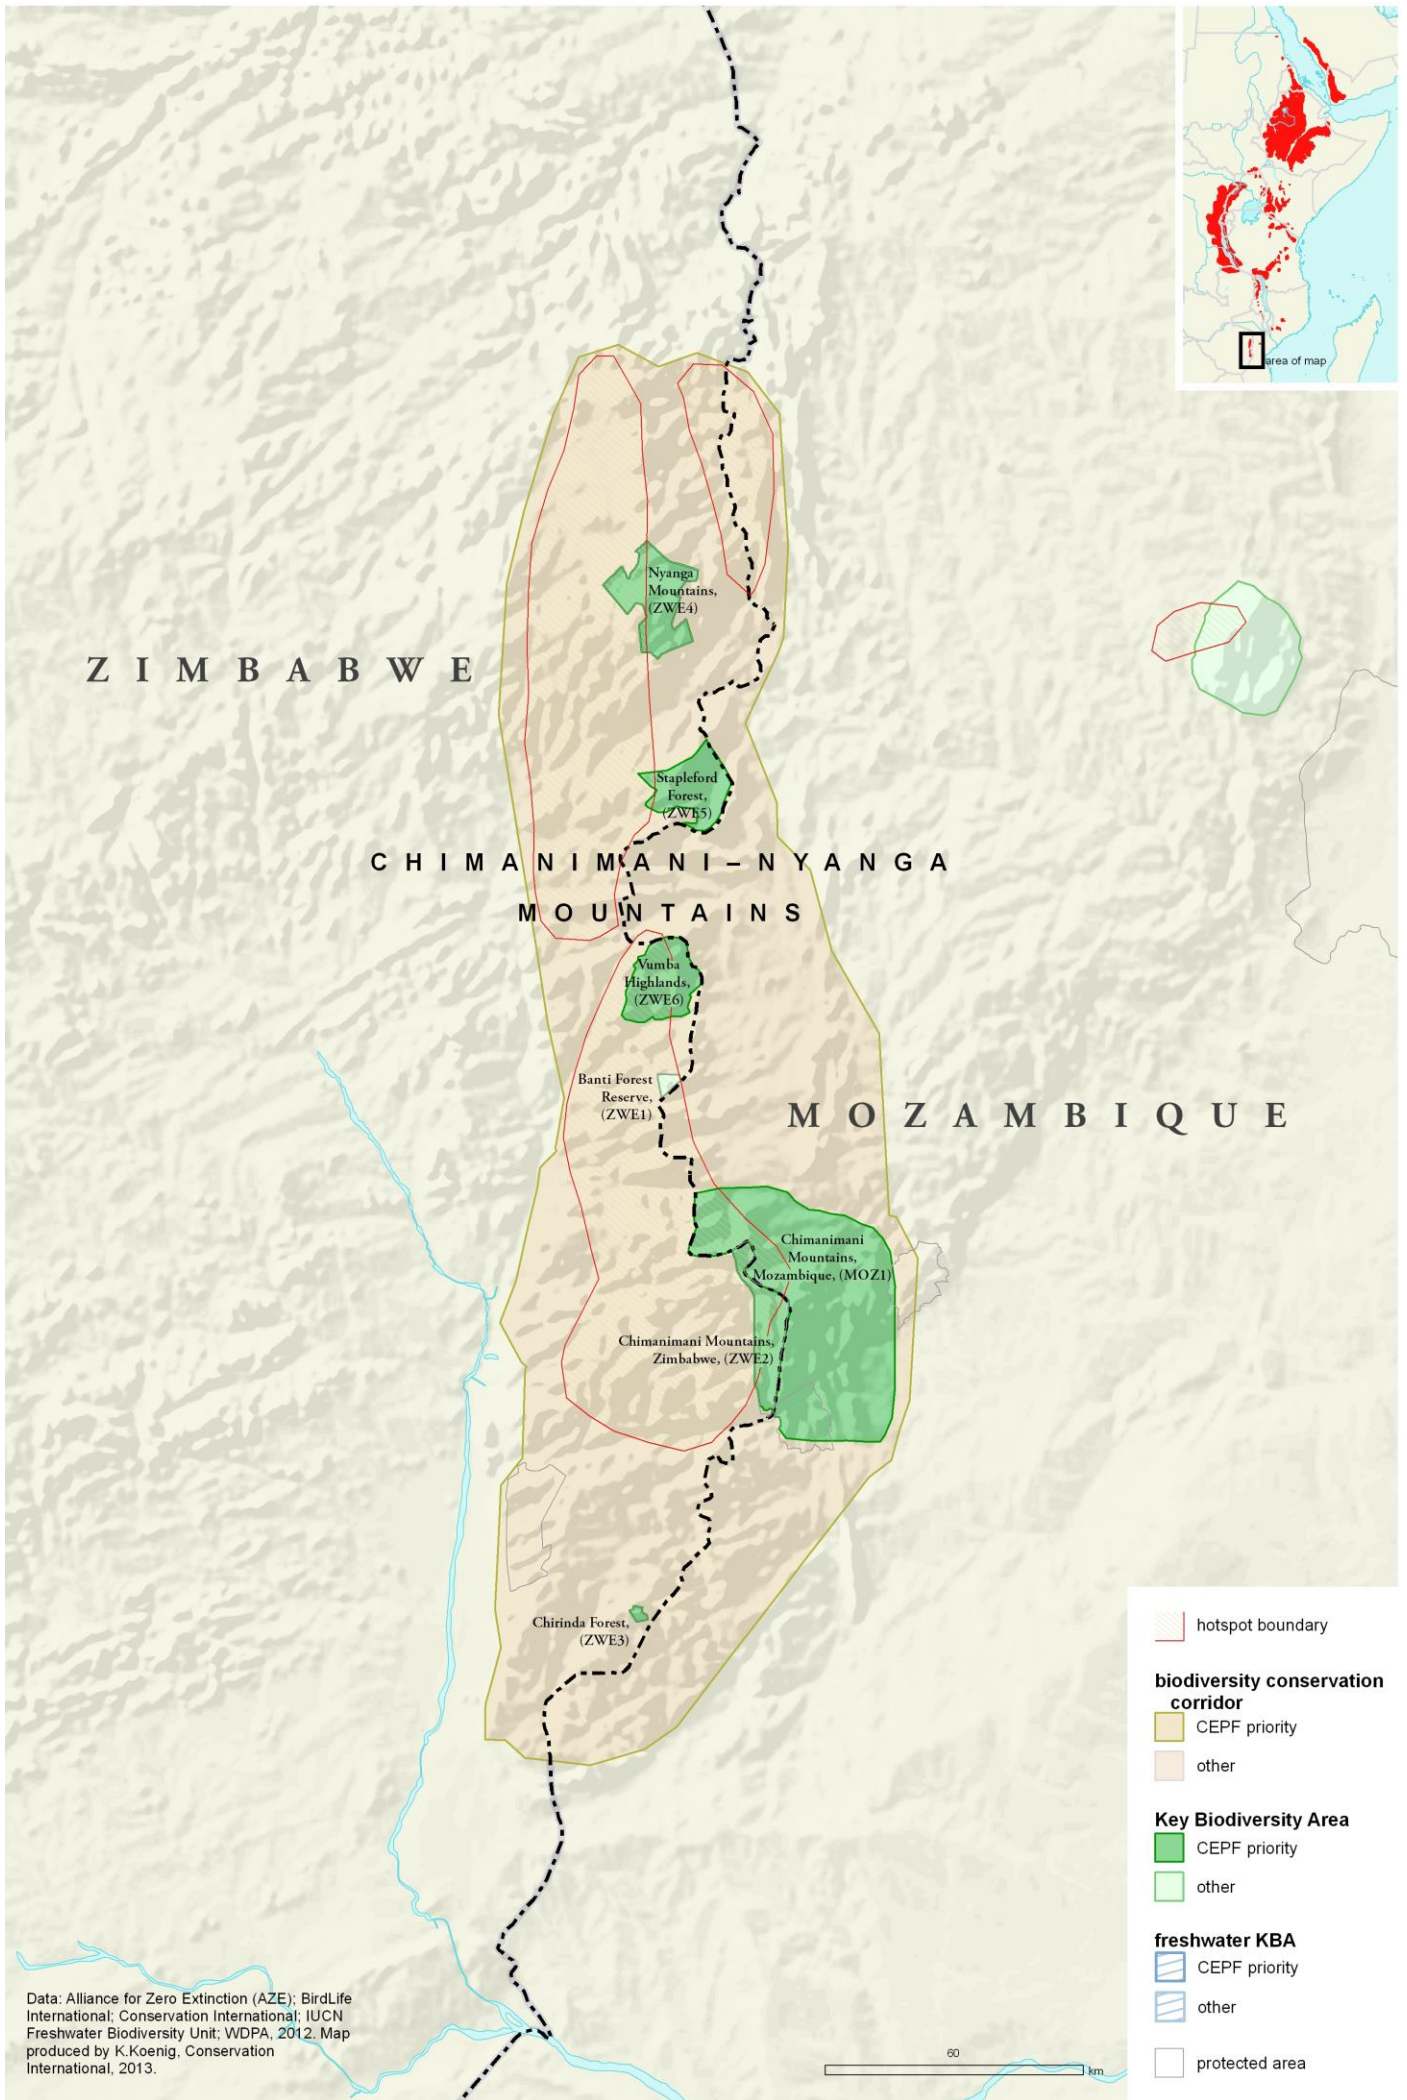 area of map
Nyanga
Mountains,
(ZWE4)
ZIMBABWE
Stapleford
Forest,
(ZWE5)
CHIMANIMANI–NYANGA
MOUNTAINS
Vumba
Highlands,
(ZWE6)
Banti Forest
Reserve,
(ZWE1)
MOZAMBIQUE
Chimanimani
Mountains,
Mozambique, (MOZ1)
Chimanimani Mountains,
Zimbabwe, (ZWE2)
Chirinda Forest,
(ZWE3)
hotspot boundary
biodiversity conservation
corridor
CEPF priority
other
Key Biodiversity Area
CEPF priority
other
freshwater KBA
CEPF priority
other
protected area
Data: Alliance for Zero Extinction (AZE); BirdLife
International; Conservation International; IUCN
Freshwater Biodiversity Unit; WDPA, 2012. Map
produced by K.Koenig, Conservation
International, 2013.
60
km